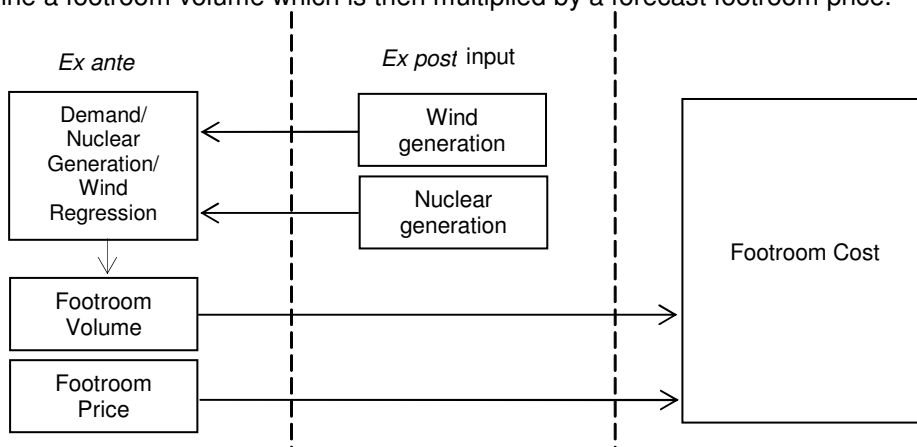 a footroom volume which is then multiplied by a forecast footroom price.
Ex ante
Ex post input
Demand/
Nuclear
Generation/
Wind
Regression
Wind
generation
Nuclear
generation
Footroom
Volume
Footroom
Price
Footroom Cost